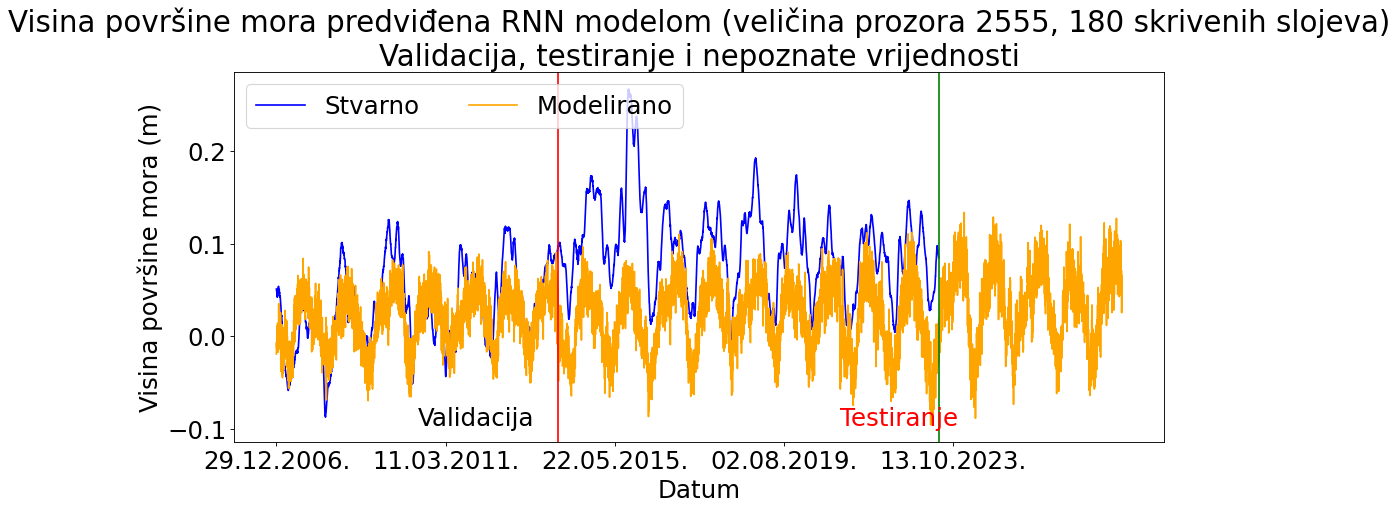 Visina površine mora predviđena RNN modelom (veličina prozora 2555, 180 skrivenih slojeva)
Validacija, testiranje i nepoznate vrijednosti
Stvarno
Modelirano
Visina površine mora (m)
0.2
0.1
0.0
−0.1
Validacija
Testiranje
29.12.2006.
11.03.2011.
22.05.2015.
02.08.2019.
13.10.2023.
Datum